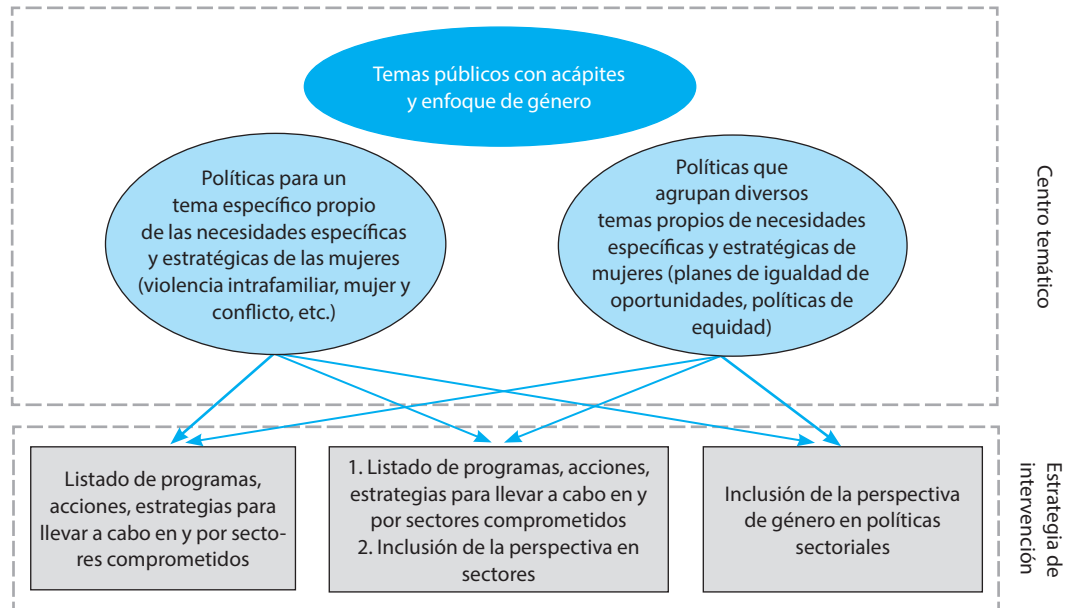 Temas públicos con acápites
y enfoque de género
Políticas para un
tema específico propio
de las necesidades específicas
y estratégicas de las mujeres
(violencia intrafamiliar, mujer y
conflicto, etc.)
Políticas que
agrupan diversos
temas propios de necesidades
específicas y estratégicas de
mujeres (planes de igualdad de
oportunidades, políticas de
equidad)
Centro temático
Listado de programas,
acciones, estrategias para
llevar a cabo en y por secto-
res comprometidos
1. Listado de programas, acciones,
estrategias para llevar a cabo en y
por sectores comprometidos
2. Inclusión de la perspectiva en
sectores
Inclusión de la perspectiva
de género en políticas
sectoriales
Estrategia de
intervención